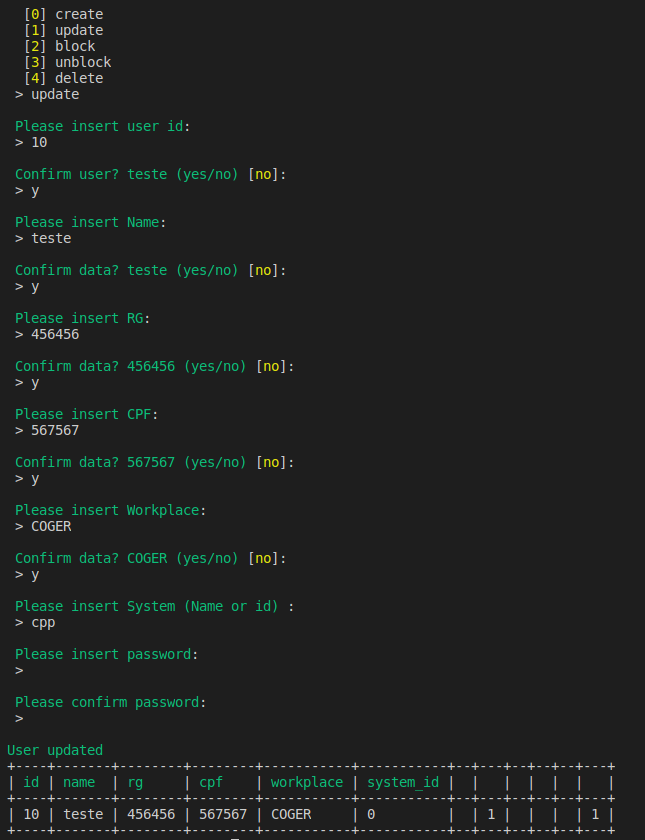 [0] create
[1] update
[2] block
[3] unblock
[4] delete
> update
Please insert user id:
> 10
Confirm user? teste (yes/no) [no]:
> y
Please insert Name:
> teste
Confirm data? teste (yes/no) [no]:
> y
Please insert RG:
> 456456
Confirm data? 456456 (yes/no) [no]:
> y
Please insert CPF:
> 567567
Confirm data? 567567 (yes/no) [no]:
> y
Please insert Workplace:
> COGER
Confirm data? COGER (yes/no) [no]:
> y
Please insert System (Name or id) :
> cpp
Please insert password:
>
Please confirm password:
>
User updated
+----+-------+--------+--------+-----------+-----------+--+---+--+--+--+---+
| id | name  | rg     | cpf    | workplace | system_id |  |   |  |  |  |   |
+----+-------+--------+--------+-----------+-----------+--+---+--+--+--+---+
| 10 | teste | 456456 | 567567 | COGER     | 0         |  | 1 |  |  |  | 1 |
+----+-------+--------+--------+-----------+-----------+--+---+--+--+--+---+